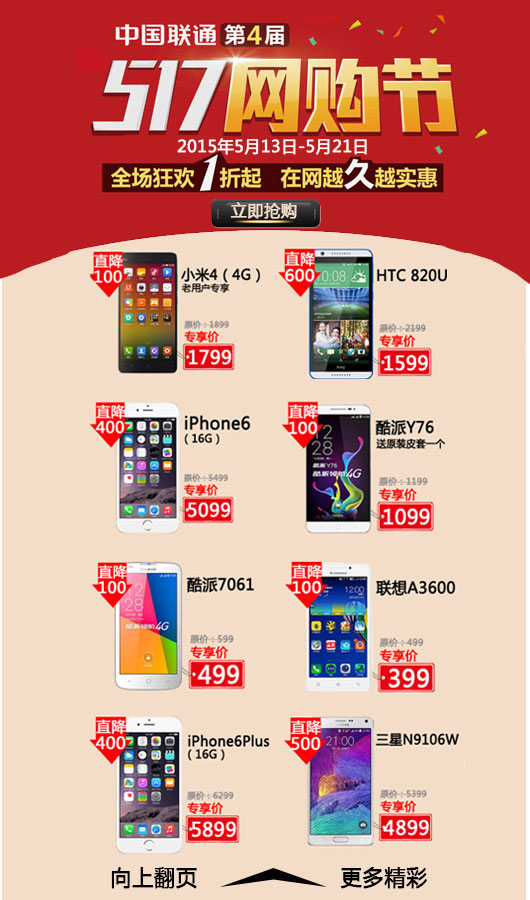 中国联通 第4届
517网购节
2015年5月13日-5月21日
全场狂欢1折起 在网越久越实惠
立即抢购
直降
100
小米4（4G）
老用户专享
原价：1899
专享价
1799
直降
600
HTC 820U
原价：2199
专享价
1599
直降
400
iPhone6
（16G）
原价：5499
专享价
5099
直降
100
酷派Y76
送原装皮套一个
原价：1199
专享价
1099
直降
100
酷派7061
原价：599
专享价
499
直降
100
联想A3600
原价：499
专享价
399
直降
400
iPhone6Plus
（16G）
原价：6299
专享价
5899
直降
500
三星N9106W
原价：5399
专享价
4899
向上翻页 更多精彩